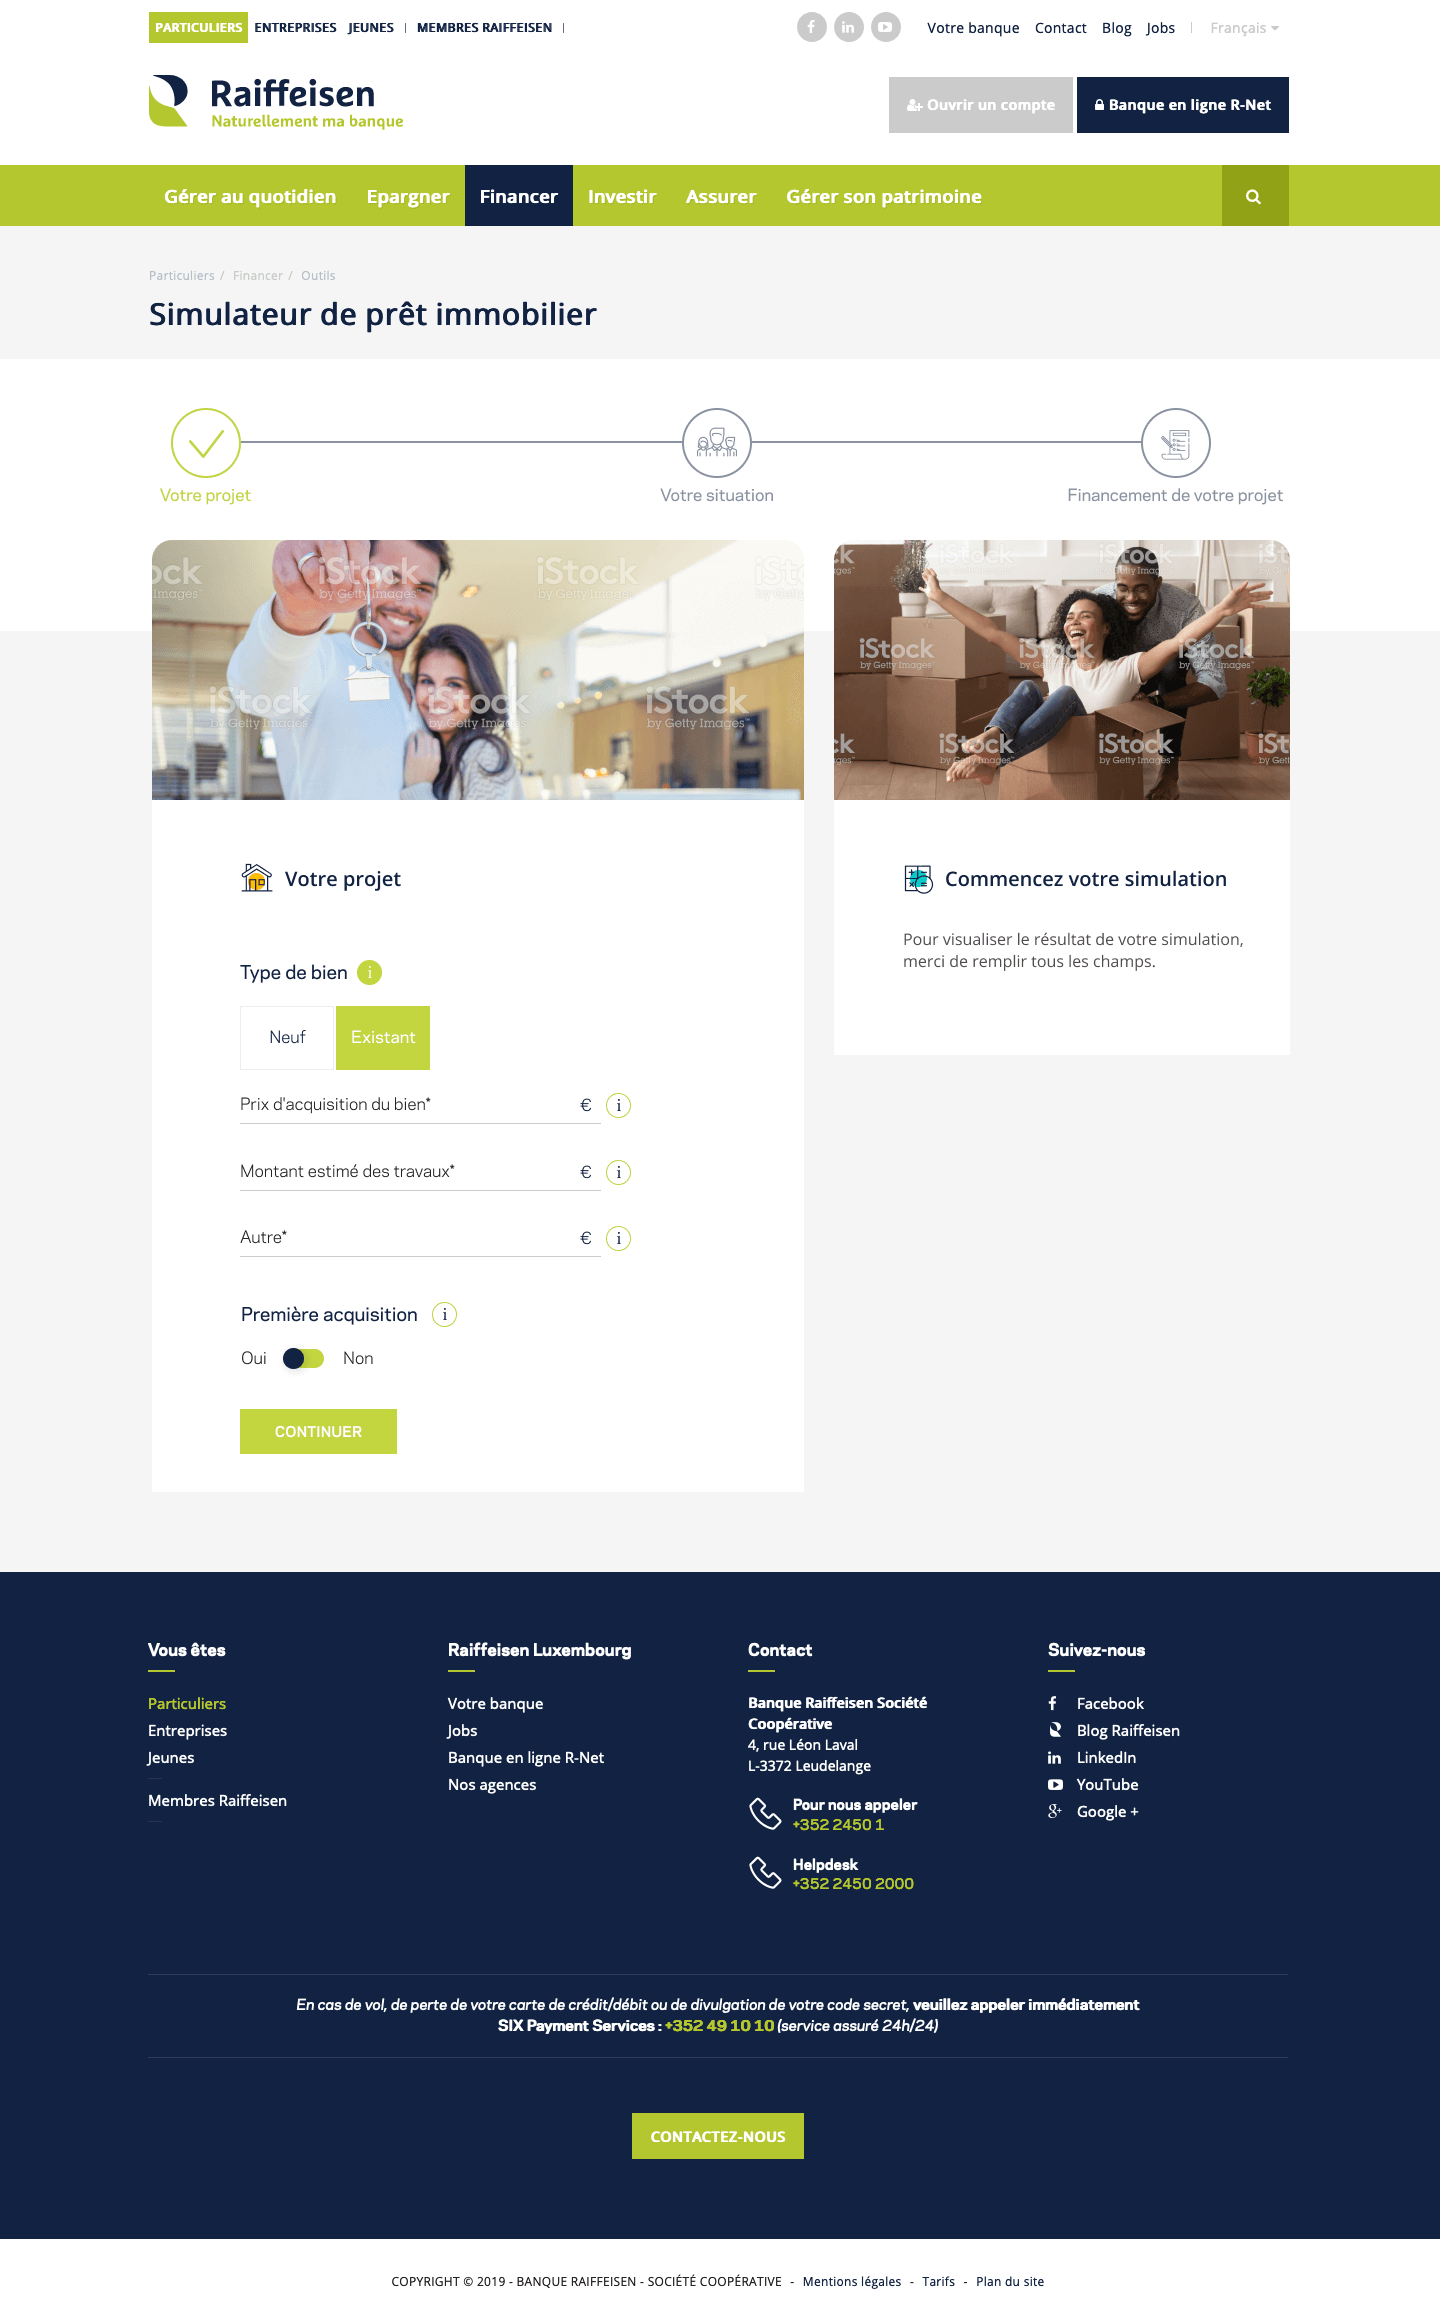 PARTICULIERS ENTREPRISES JEUNES | MEMBRES RAIFFEISEN |
Votre banque Contact Blog Jobs | Français
Raiffeisen
Naturellement ma banque
Ouvrir un compte
Banque en ligne R-Net
Gérer au quotidien Epargner Financer Investir Assurer Gérer son patrimoine
Particuliers / Financer / Outils
Simulateur de prêt immobilier
Votre projet
Votre situation
Financement de votre projet
iStock
by Getty Images
Votre projet
Commencez votre simulation
Pour visualiser le résultat de votre simulation,
merci de remplir tous les champs.
Type de bien i
Neuf Existant
Prix d'acquisition du bien* € i
Montant estimé des travaux* € i
Autre* € i
Première acquisition i
Oui Non
CONTINUER
Vous êtes
Particuliers
Entreprises
Jeunes
Membres Raiffeisen
Raiffeisen Luxembourg
Votre banque
Jobs
Banque en ligne R-Net
Nos agences
Contact
Banque Raiffeisen Société
Coopérative
4, rue Léon Laval
L-3372 Leudelange
Pour nous appeler
+352 2450 1
Helpdesk
+352 2450 2000
Suivez-nous
Facebook
Blog Raiffeisen
LinkedIn
YouTube
Google +
En cas de vol, de perte de votre carte de crédit/débit ou de divulgation de votre code secret, veuillez appeler immédiatement
SIX Payment Services : +352 49 10 10 (service assuré 24h/24)
CONTACTEZ-NOUS
COPYRIGHT © 2019 - BANQUE RAIFFEISEN - SOCIÉTÉ COOPÉRATIVE - Mentions légales - Tarifs - Plan du site